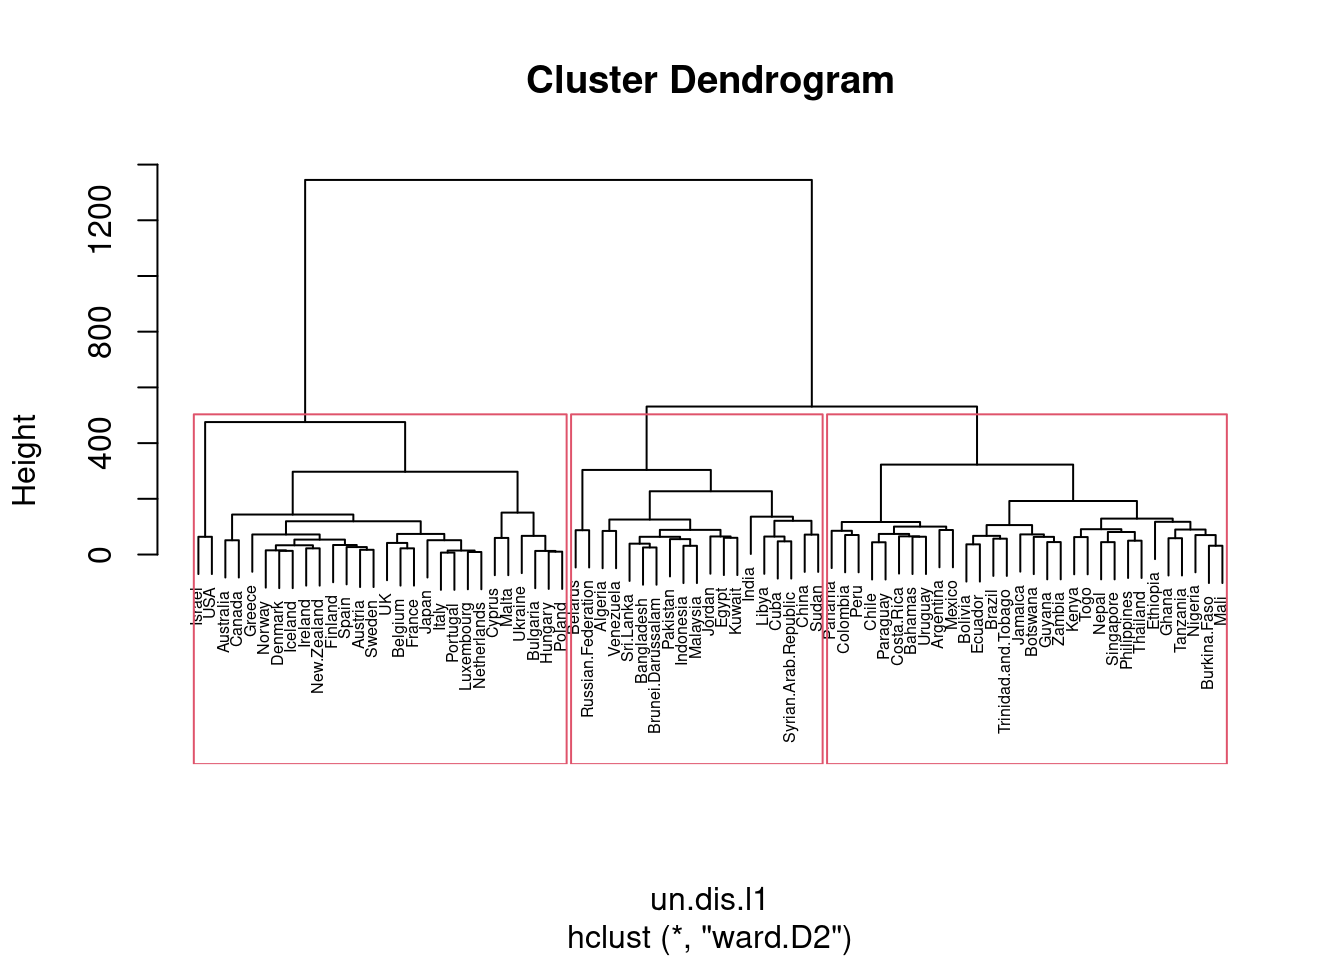 Cluster Dendrogram
Height
0
400
800
1200
Israel
USA
Australia
Canada
Greece
Norway
Denmark
Iceland
Ireland
New.Zealand
Finland
Spain
Austria
Sweden
UK
Belgium
France
Japan
Italy
Portugal
Luxembourg
Netherlands
Cyprus
Malta
Ukraine
Bulgaria
Hungary
Poland
Belarus
Russian.Federation
Algeria
Venezuela
Sri.Lanka
Bangladesh
Brunei.Darussalam
Pakistan
Indonesia
Malaysia
Jordan
Egypt
Kuwait
India
Libya
Cuba
Syrian.Arab.Republic
China
Sudan
Panama
Colombia
Peru
Chile
Paraguay
Costa.Rica
Bahamas
Uruguay
Argentina
Mexico
Bolivia
Ecuador
Brazil
Trinidad.and.Tobago
Jamaica
Botswana
Guyana
Zambia
Kenya
Togo
Nepal
Singapore
Philippines
Thailand
Ethiopia
Ghana
Tanzania
Nigeria
Burkina.Faso
Mali
un.dis.l1
hclust (*, "ward.D2")